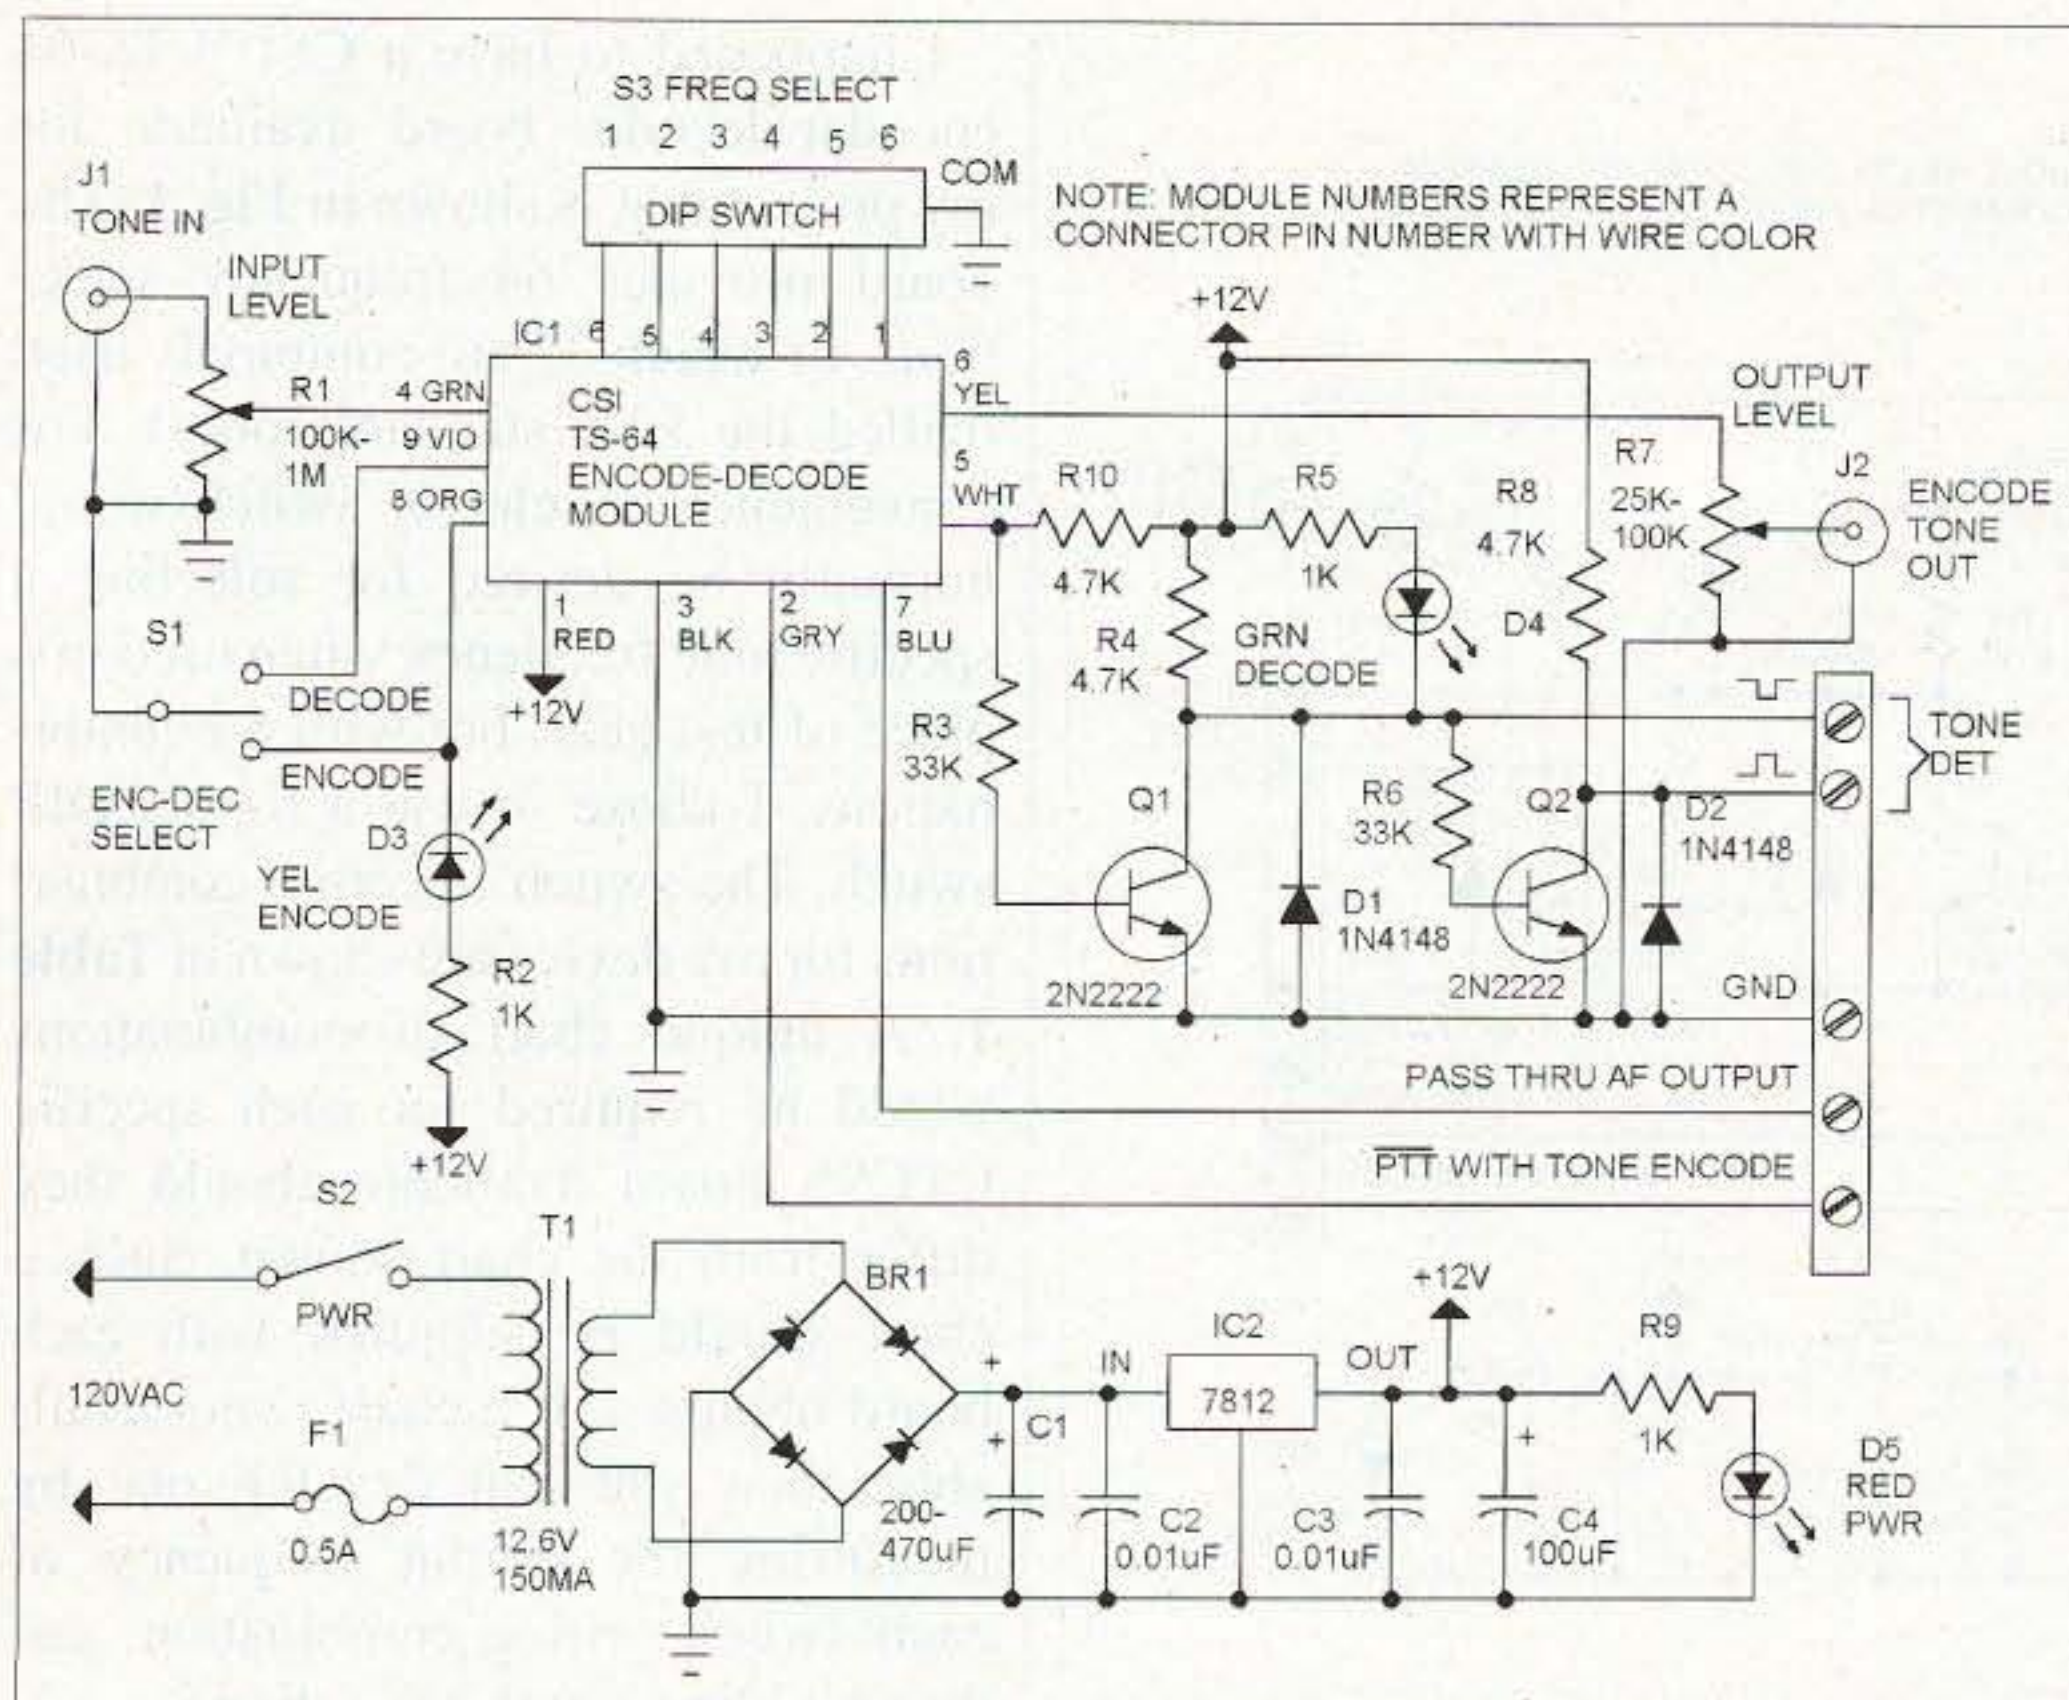 S3 FREQ SELECT
1 2 3 4 5 6
COM
DIP SWITCH
J1
TONE IN
INPUT
LEVEL
NOTE: MODULE NUMBERS REPRESENT A
CONNECTOR PIN NUMBER WITH WIRE COLOR
+12V
IC1
6 5 4 3 2 1
R1
100K-
1M
4 GRN
9 VIO
8 ORG
CSI
TS-64
ENCODE-DECODE
MODULE
6
YEL
5
WHT
1
RED
3
BLK
2
GRY
7
BLU
+12V
R10
4.7K
R5
1K
R8
4.7K
OUTPUT
LEVEL
R7
25K-
100K
J2
ENCODE
TONE
OUT
R4
4.7K
GRN
DECODE
D4
S1
DECODE
ENCODE
ENC-DEC
SELECT
D3
YEL
ENCODE
R2
1K
+12V
R3
33K
Q1
2N2222
D1
1N4148
R6
33K
Q2
2N2222
D2
1N4148
TONE
DET
GND
PASS THRU AF OUTPUT
PTT WITH TONE ENCODE
S2
PWR
120VAC
F1
0.5A
T1
12.6V
150MA
BR1
+
+
C1
200-
470uF
IN
IC2
7812
OUT
C2
0.01uF
C3
0.01uF
+12V
+
C4
100uF
R9
1K
D5
RED
PWR